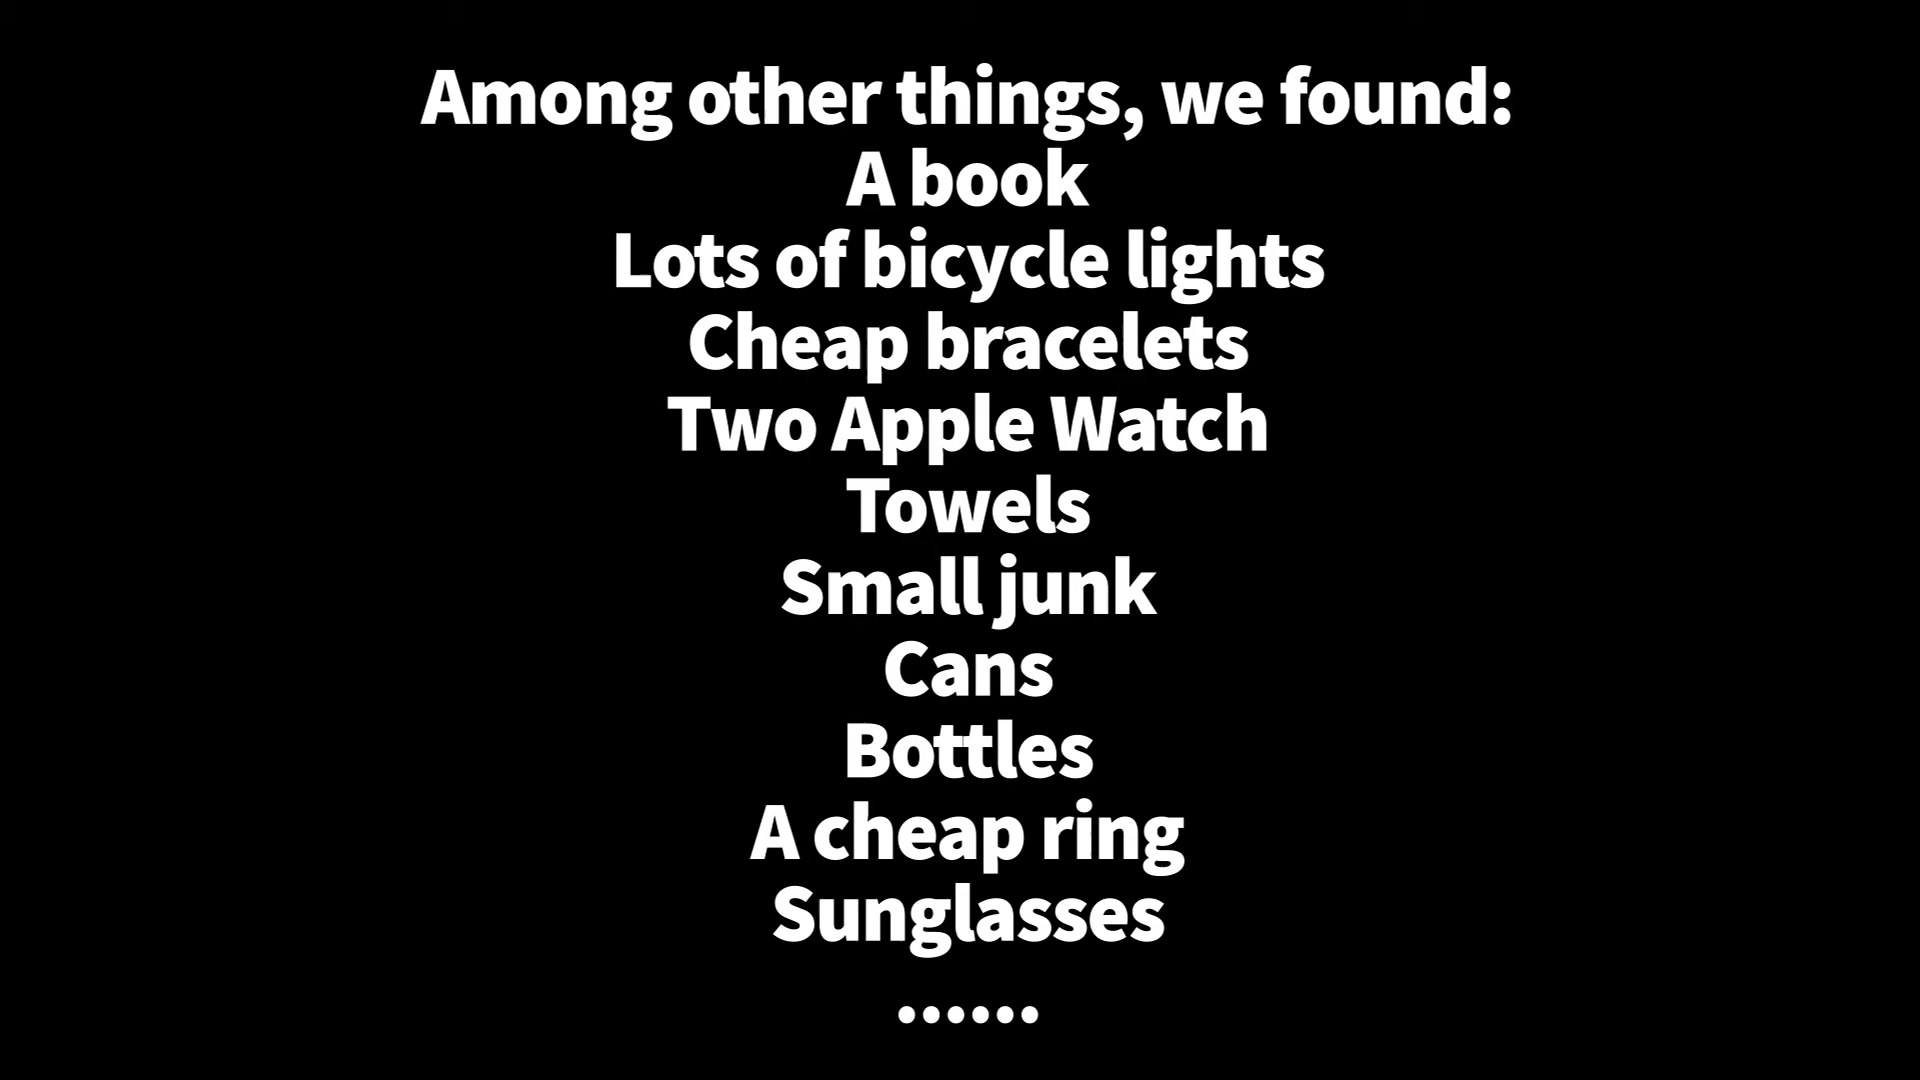 Among other things, we found:
A book
Lots of bicycle lights
Cheap bracelets
Two Apple Watch
Towels
Small junk
Cans
Bottles
A cheap ring
Sunglasses
......